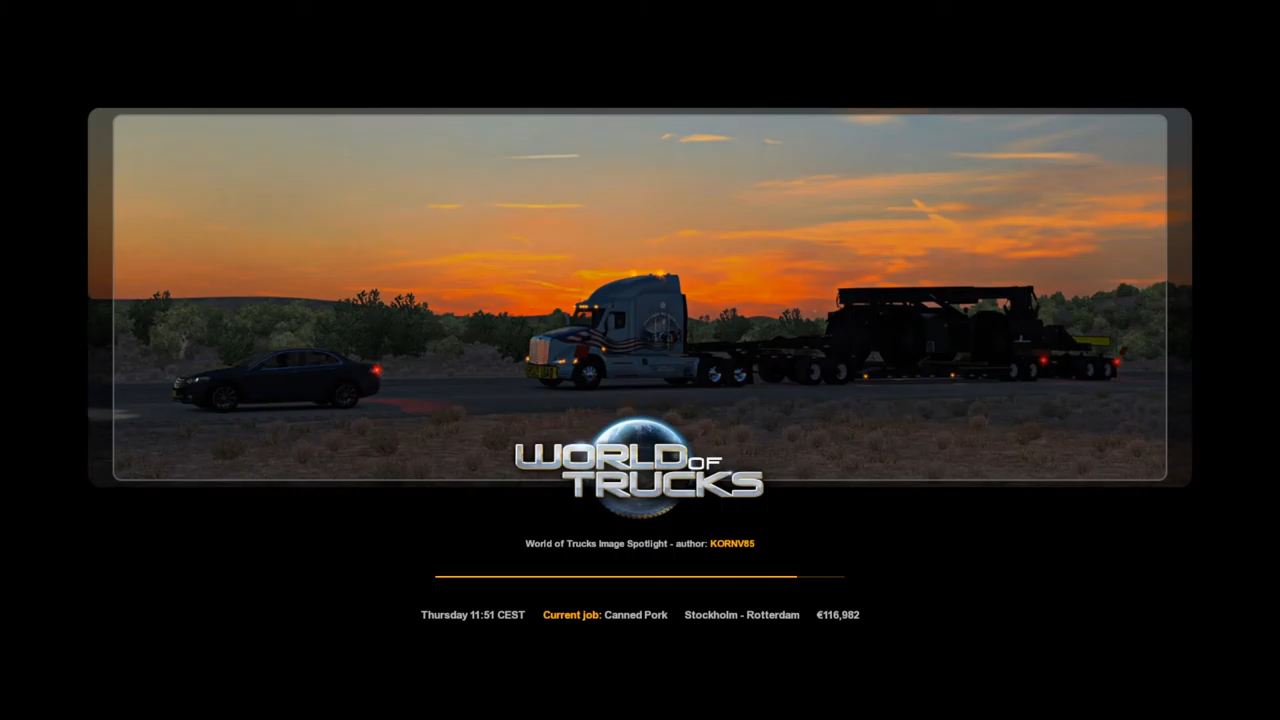 WORLD OF
TRUCKS
World of Trucks Image Spotlight - author: KORNV85
Thursday 11:51 CEST Current job: Canned Pork Stockholm - Rotterdam €116,982